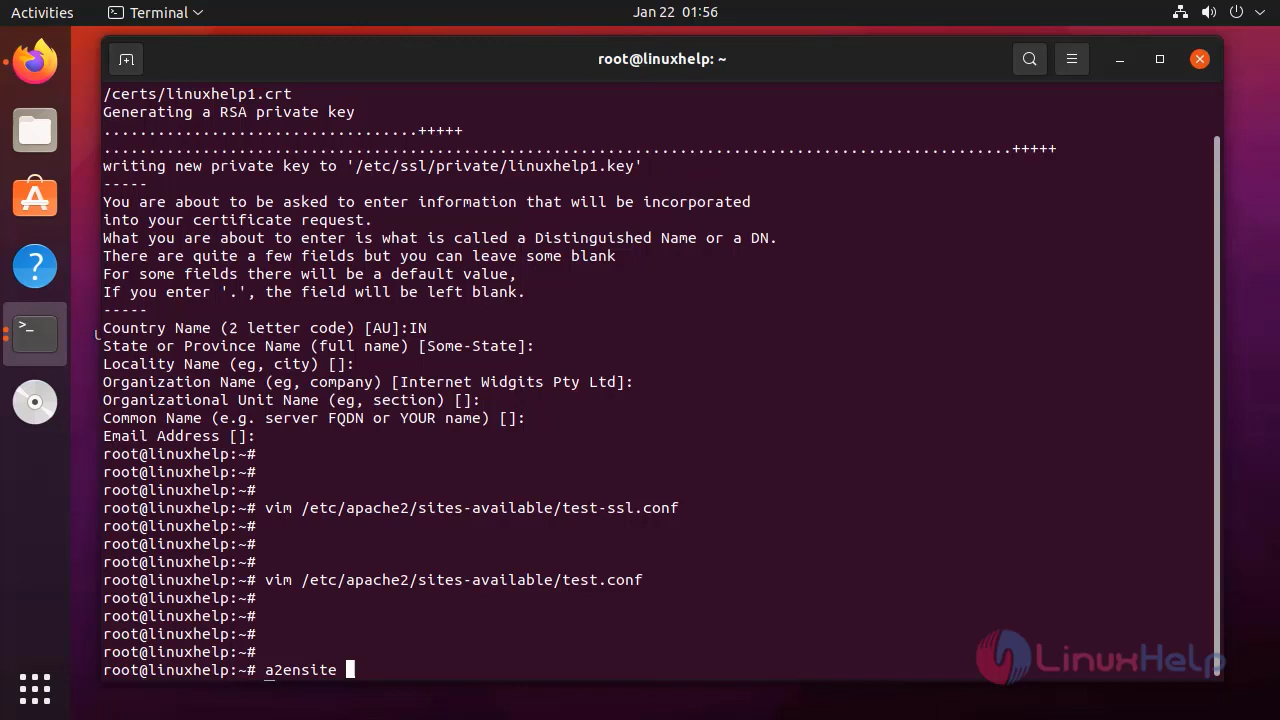 Activities Terminal Jan 22 01:56
root@linuxhelp: ~
/certs/linuxhelp1.crt
Generating a RSA private key
...................................+++++
.....................................................................................................+++++
writing new private key to '/etc/ssl/private/linuxhelp1.key'
-----
You are about to be asked to enter information that will be incorporated
into your certificate request.
What you are about to enter is what is called a Distinguished Name or a DN.
There are quite a few fields but you can leave some blank
For some fields there will be a default value,
If you enter '.', the field will be left blank.
-----
Country Name (2 letter code) [AU]:IN
State or Province Name (full name) [Some-State]:
Locality Name (eg, city) []:
Organization Name (eg, company) [Internet Widgits Pty Ltd]:
Organizational Unit Name (eg, section) []:
Common Name (e.g. server FQDN or YOUR name) []:
Email Address []:
root@linuxhelp:~#
root@linuxhelp:~#
root@linuxhelp:~#
root@linuxhelp:~# vim /etc/apache2/sites-available/test-ssl.conf
root@linuxhelp:~#
root@linuxhelp:~#
root@linuxhelp:~#
root@linuxhelp:~# vim /etc/apache2/sites-available/test.conf
root@linuxhelp:~#
root@linuxhelp:~#
root@linuxhelp:~#
root@linuxhelp:~#
root@linuxhelp:~# a2ensite
LinuxHelp